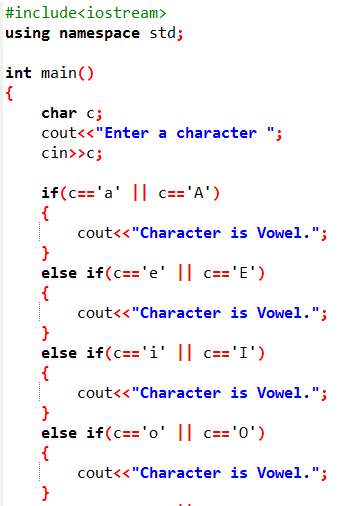 #include<iostream>
using namespace std;
int main()
{
char c;
cout<<"Enter a character ";
cin>>c;
if(c=='a' || c=='A')
{
cout<<"Character is Vowel.";
}
else if(c=='e' || c=='E')
{
cout<<"Character is Vowel.";
}
else if(c=='i' || c=='I')
{
cout<<"Character is Vowel.";
}
else if(c=='o' || c=='O')
{
cout<<"Character is Vowel.";
}